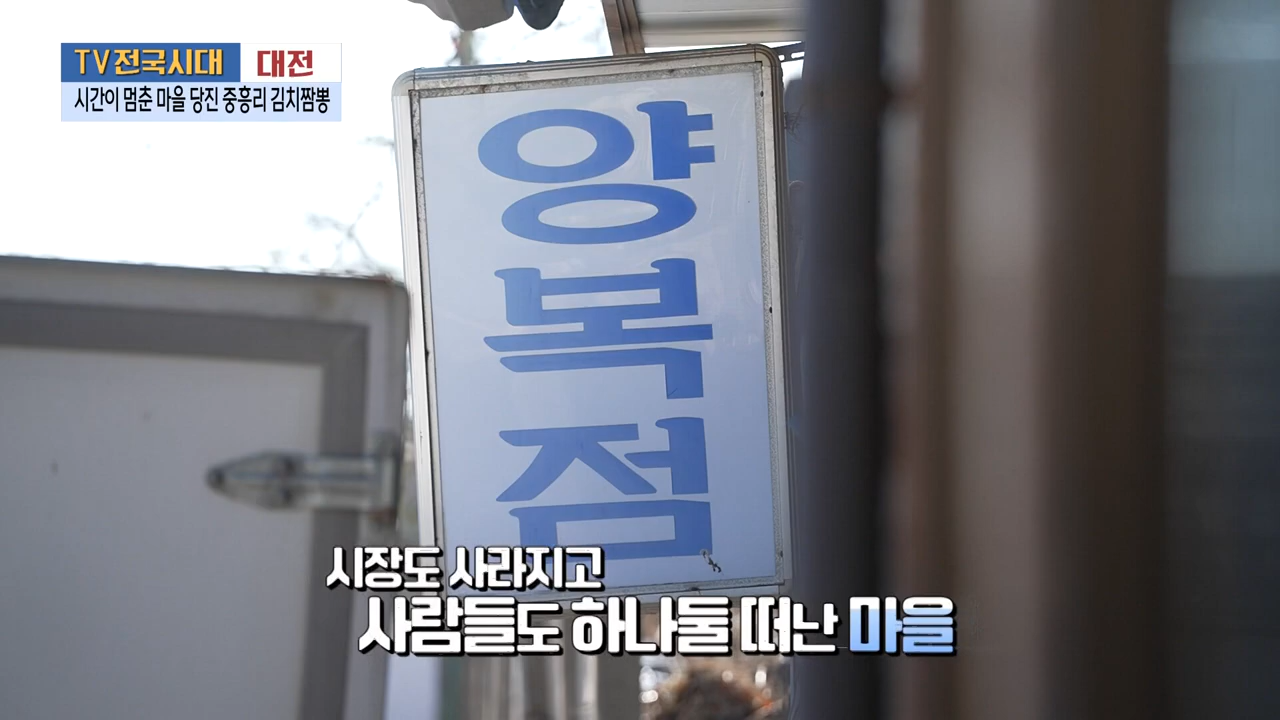 TV 전국시대 대전
시간이 멈춘 마을 당진 중흥리 김치짬뽕
양복점
시장도 사라지고
사람들도 하나둘 떠난 마을